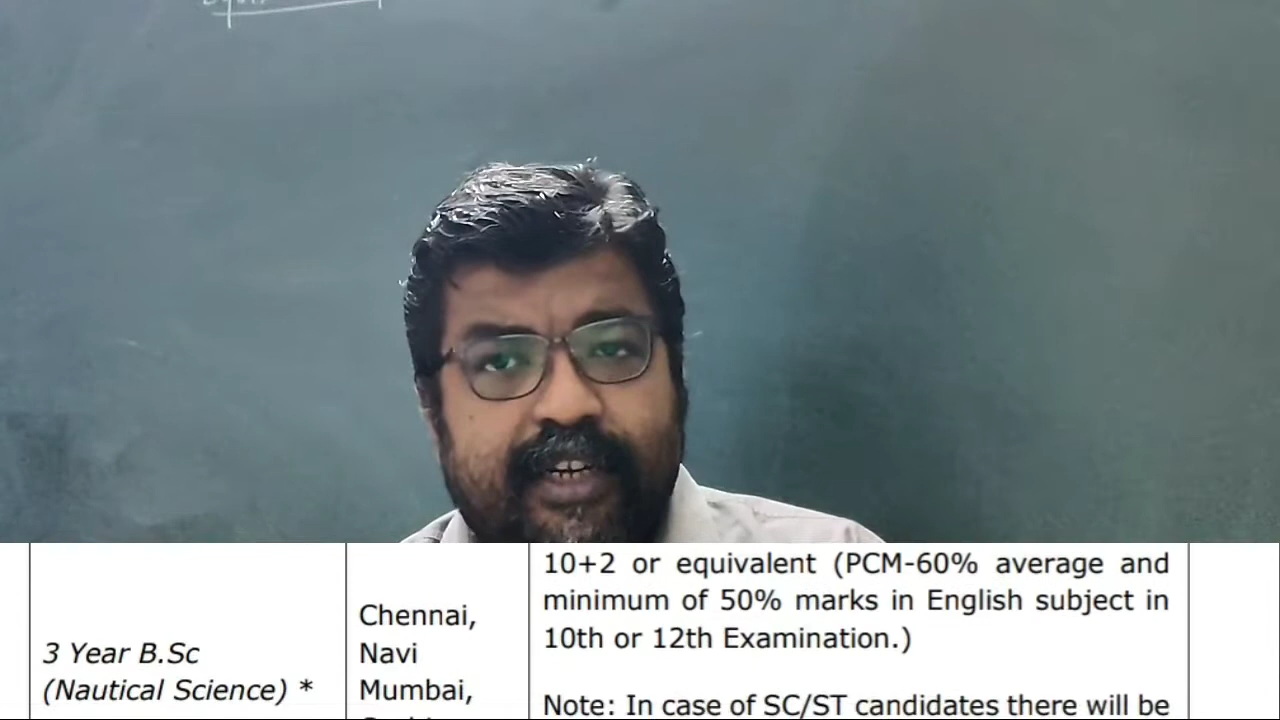 3 Year B.Sc
(Nautical Science) *
Chennai,
Navi
Mumbai,
10+2 or equivalent (PCM-60% average and
minimum of 50% marks in English subject in
10th or 12th Examination.)
Note: In case of SC/ST candidates there will be